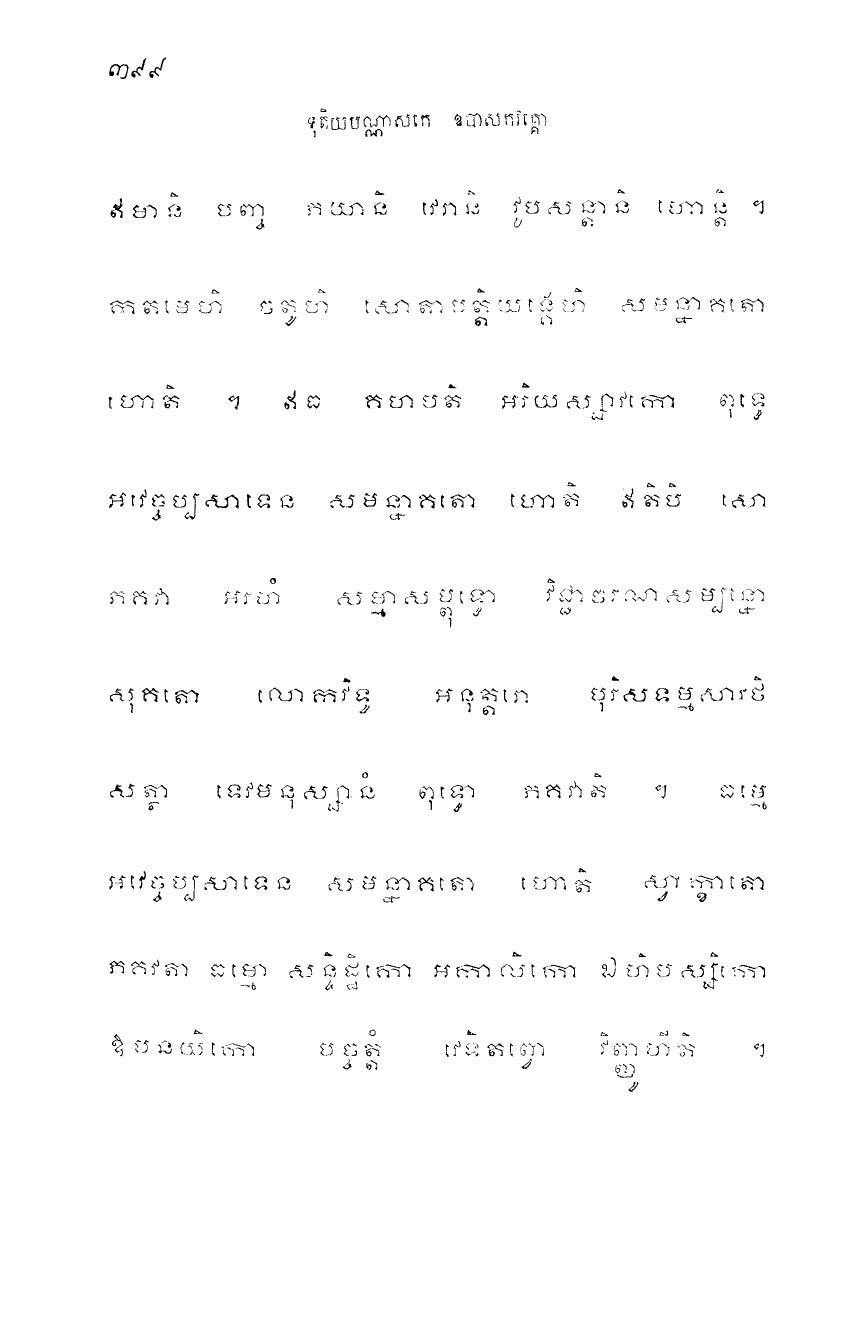 ៣៩៩
ទុតិយបណ្ណាសកេ ឧបាសកវគ្គោ
ឥមានិ បញ្ច ភយានិ វេរានិ វូបសន្តានិ ហោន្តិ ។
កតមេហិ ចតូហិ សោតាបត្តិយង្គេហិ សមន្នាគតោ
ហោតិ ។ ឥធ គហបតិ អរិយស្សាវកោ ពុទ្ធេ
អវេច្ចប្បសាទេន សមន្នាគតោ ហោតិ ឥតិបិ សោ
ភគវា អរហំ សម្មាសម្ពុទ្ធោ វិជ្ជាចរណសម្បន្នោ
សុគតោ លោកវិទូ អនុត្តរោ បុរិសទម្មសារថិ
សត្ថា ទេវមនុស្សានំ ពុទ្ធោ ភគវាតិ ។ ធម្មេ
អវេច្ចប្បសាទេន សមន្នាគតោ ហោតិ ស្វាក្ខាតោ
ភគវតា ធម្មោ សន្ទិដ្ឋិកោ អកាលិកោ ឯហិបស្សិកោ
ឱបនយិកោ បច្ចត្តំ វេទិតព្វោ វិញ្ញូហីតិ ។